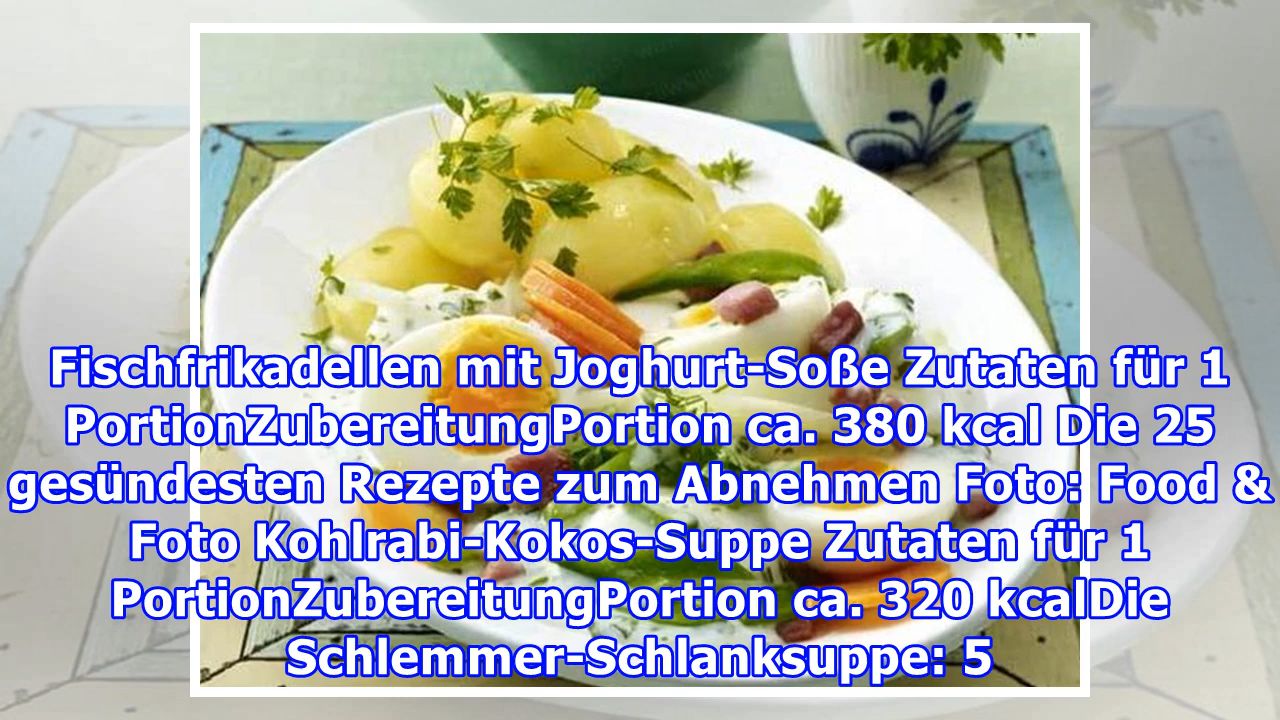 Fischfrikadellen mit Joghurt-Soße Zutaten für 1
PortionZubereitungPortion ca. 380 kcal Die 25
gesündesten Rezepte zum Abnehmen Foto: Food &
Foto Kohlrabi-Kokos-Suppe Zutaten für 1
PortionZubereitungPortion ca. 320 kcalDie
Schlemmer-Schlanksuppe: 5